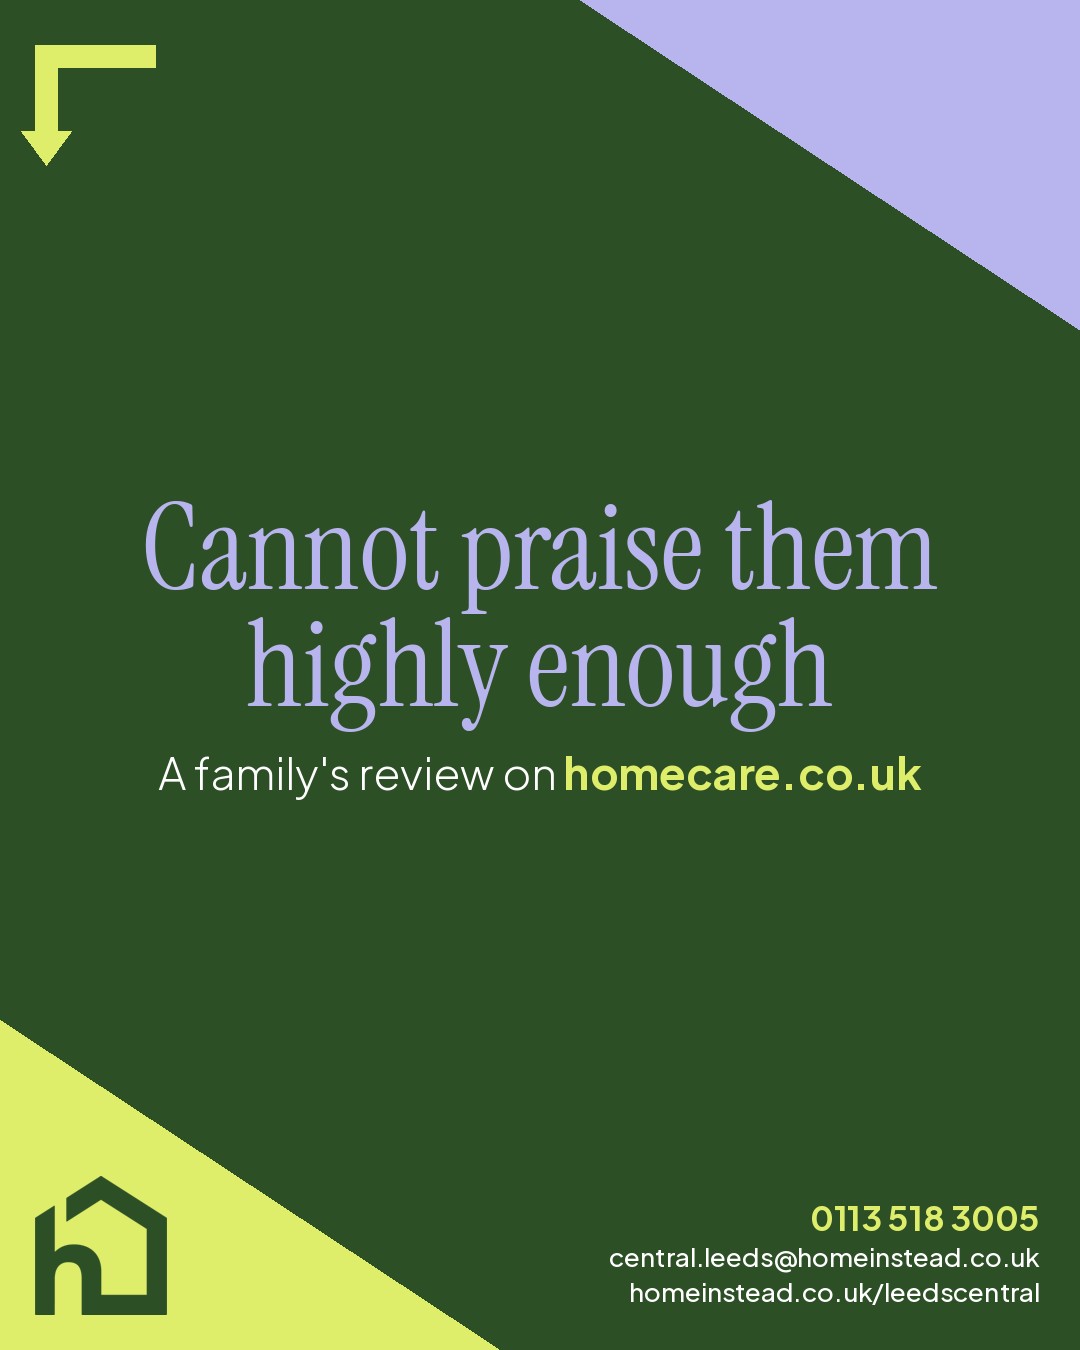 Cannot praise them
highly enough
A family's review on homecare.co.uk
0113 518 3005
central.leeds@homeinstead.co.uk
homeinstead.co.uk/leedscentral